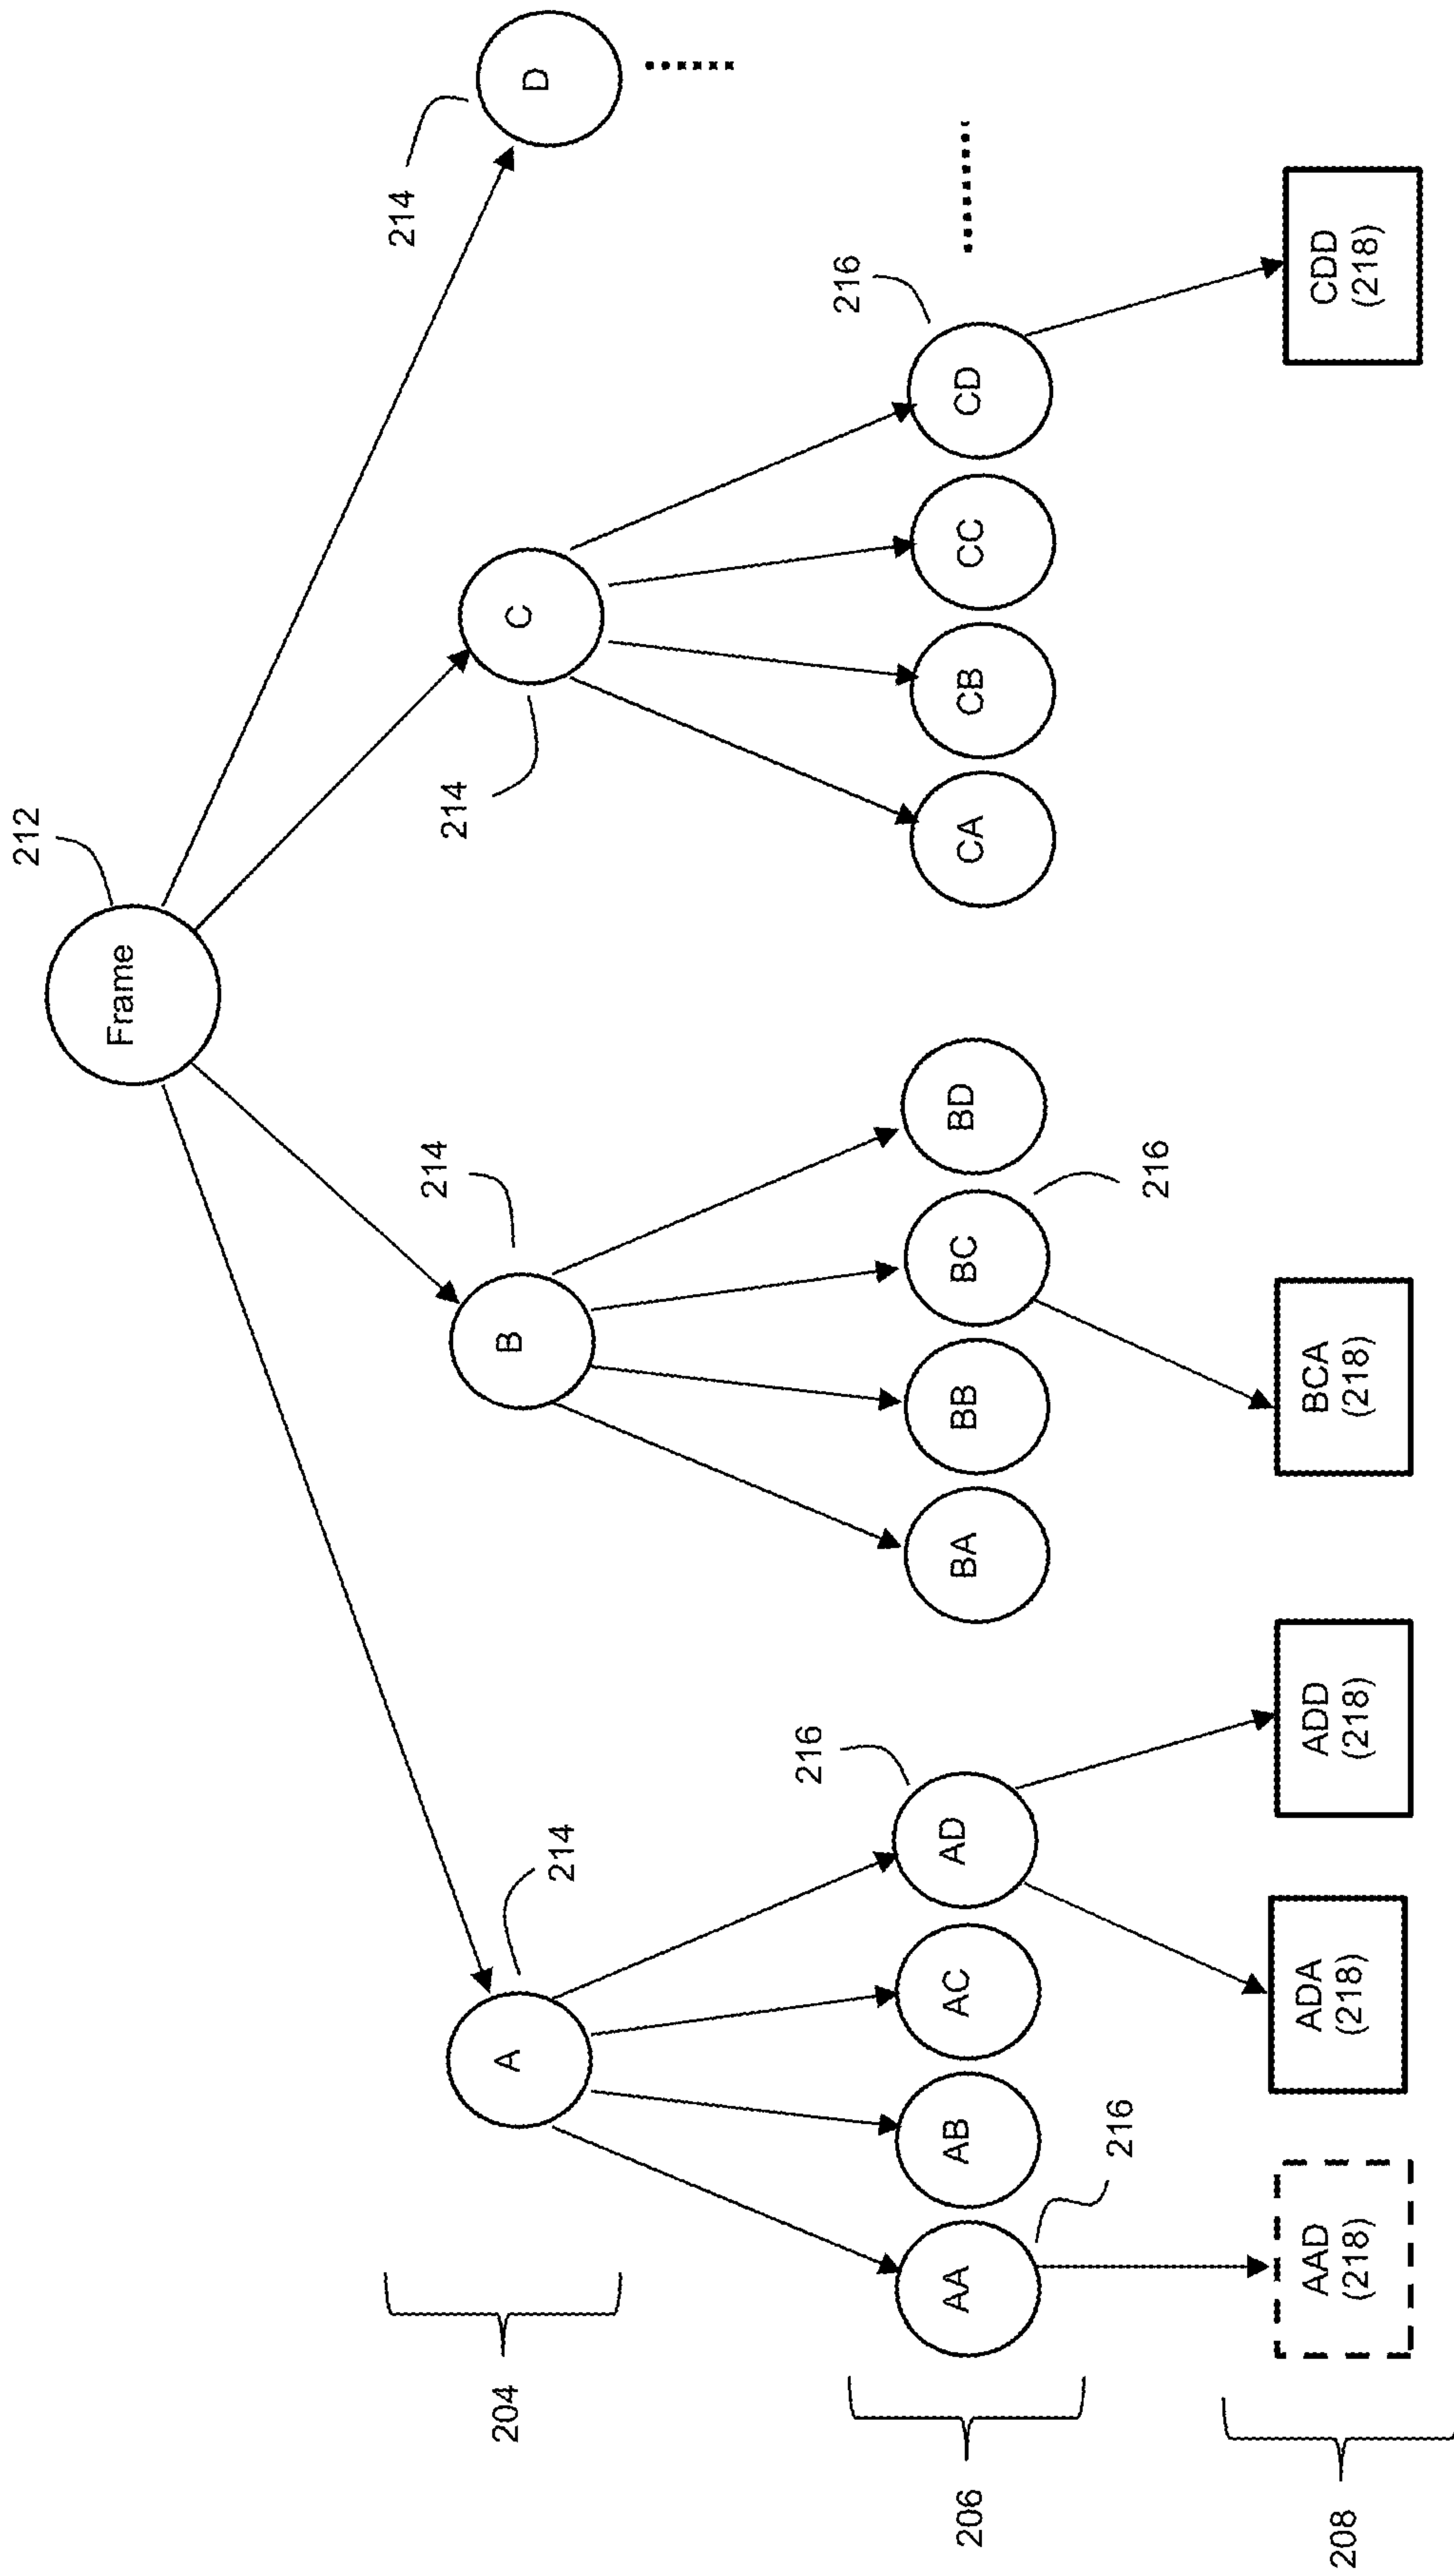 212
Frame
214
214
214
214
204
A
B
C
D
216
216
216
216
206
AA
AB
AC
AD
BA
BB
BC
BD
CA
CB
CC
CD
208
AAD
(218)
ADA
(218)
ADD
(218)
BCA
(218)
CDD
(218)